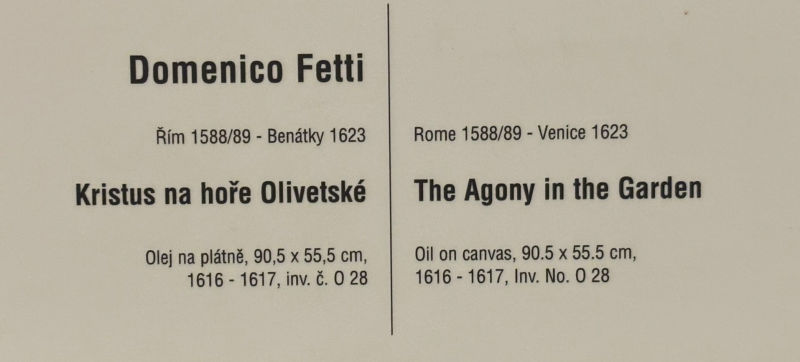 Domenico Fetti
Řím 1588/89 - Benátky 1623
Kristus na hoře Olivetské
Olej na plátně, 90,5 x 55,5 cm,
1616 - 1617, inv. č. O 28
Rome 1588/89 - Venice 1623
The Agony in the Garden
Oil on canvas, 90.5 x 55.5 cm,
1616 - 1617, Inv. No. O 28